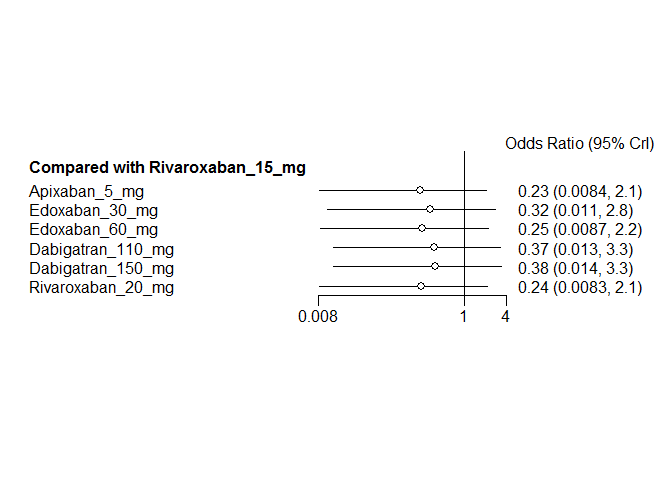 Odds Ratio (95% CrI)
Compared with Rivaroxaban_15_mg
Apixaban_5_mg 0.23 (0.0084, 2.1)
Edoxaban_30_mg 0.32 (0.011, 2.8)
Edoxaban_60_mg 0.25 (0.0087, 2.2)
Dabigatran_110_mg 0.37 (0.013, 3.3)
Dabigatran_150_mg 0.38 (0.014, 3.3)
Rivaroxaban_20_mg 0.24 (0.0083, 2.1)
0.008 1 4